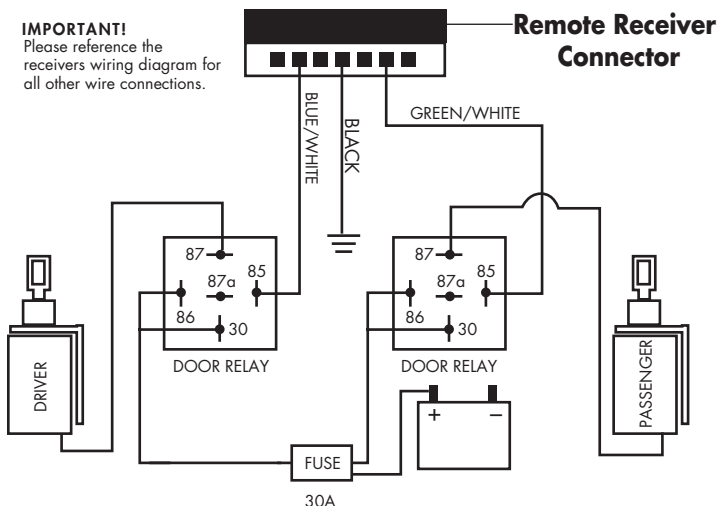 IMPORTANT!
Please reference the
receivers wiring diagram for
all other wire connections.
Remote Receiver
Connector
BLUE/WHITE
BLACK
GREEN/WHITE
87
87a
85
86
30
DOOR RELAY
87
87a
85
86
30
DOOR RELAY
DRIVER
PASSENGER
+ −
FUSE
30A